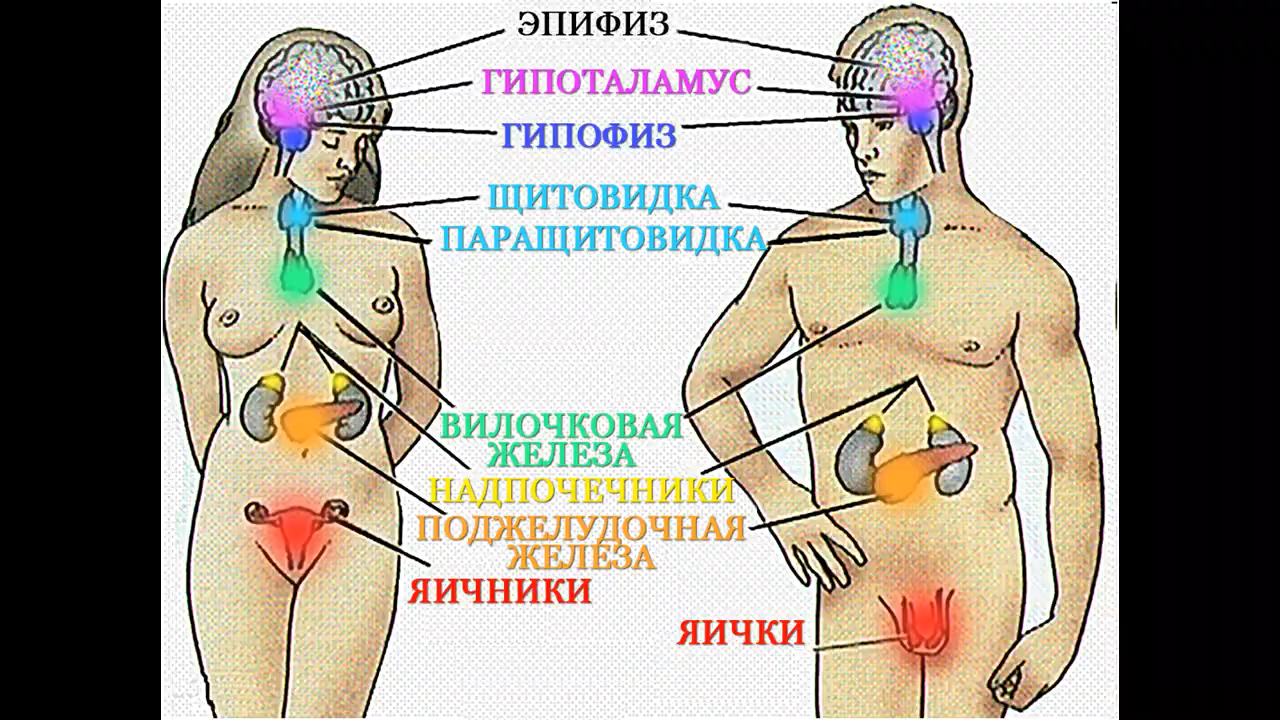 ЭПИФИЗ
ГИПОТАЛАМУС
ГИПОФИЗ
ЩИТОВИДКА
ПАРАЩИТОВИДКА
ВИЛОЧКОВАЯ
ЖЕЛЕЗА
НАДПОЧЕЧНИКИ
ПОДЖЕЛУДОЧНАЯ
ЖЕЛЕЗА
ЯИЧНИКИ
ЯИЧКИ